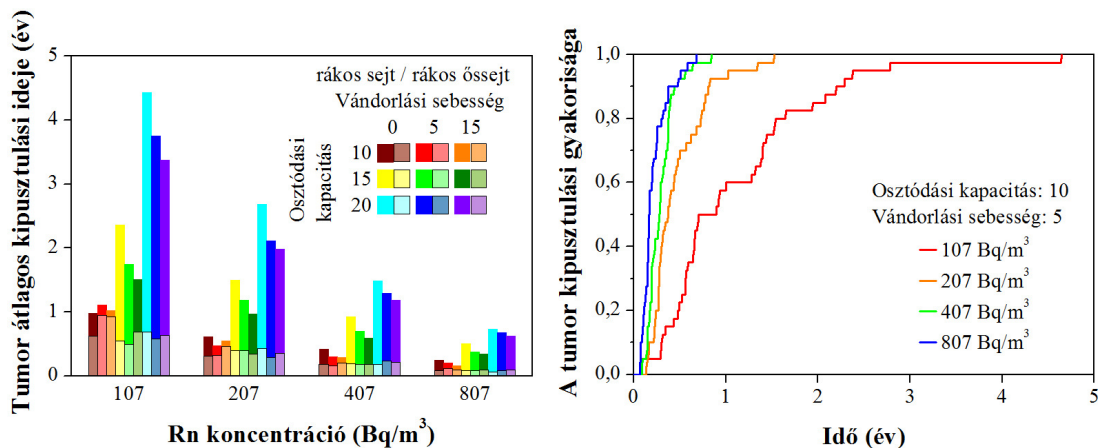 Tumor átlagos kipusztulási ideje (év)
5
4
3
2
1
0
rákos sejt / rákos őssejt
Vándorlási sebesség
0 5 15
Osztódási
kapacitás
10
15
20
107 207 407 807
Rn koncentráció (Bq/m³)
A tumor kipusztulási gyakorisága
1,0
0,8
0,6
0,4
0,2
0,0
Osztódási kapacitás: 10
Vándorlási sebesség: 5
107 Bq/m³
207 Bq/m³
407 Bq/m³
807 Bq/m³
0 1 2 3 4 5
Idő (év)